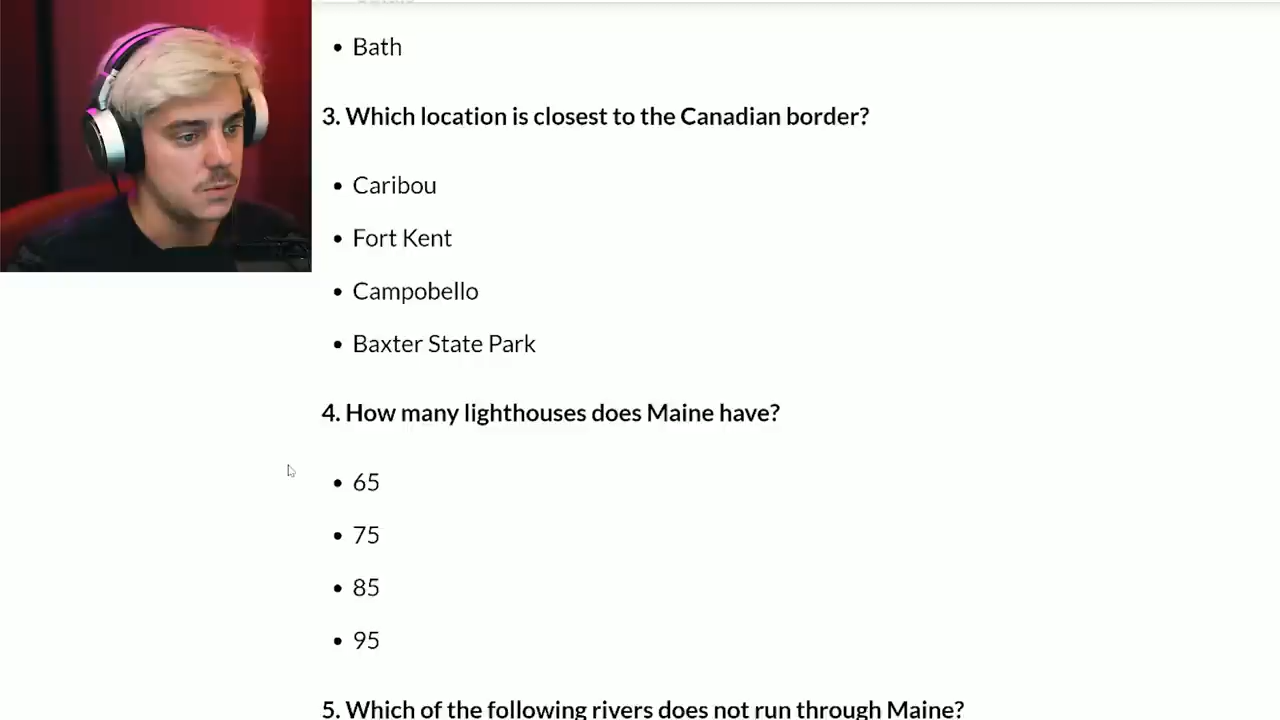 • Bath
3. Which location is closest to the Canadian border?
• Caribou
• Fort Kent
• Campobello
• Baxter State Park
4. How many lighthouses does Maine have?
• 65
• 75
• 85
• 95
5. Which of the following rivers does not run through Maine?